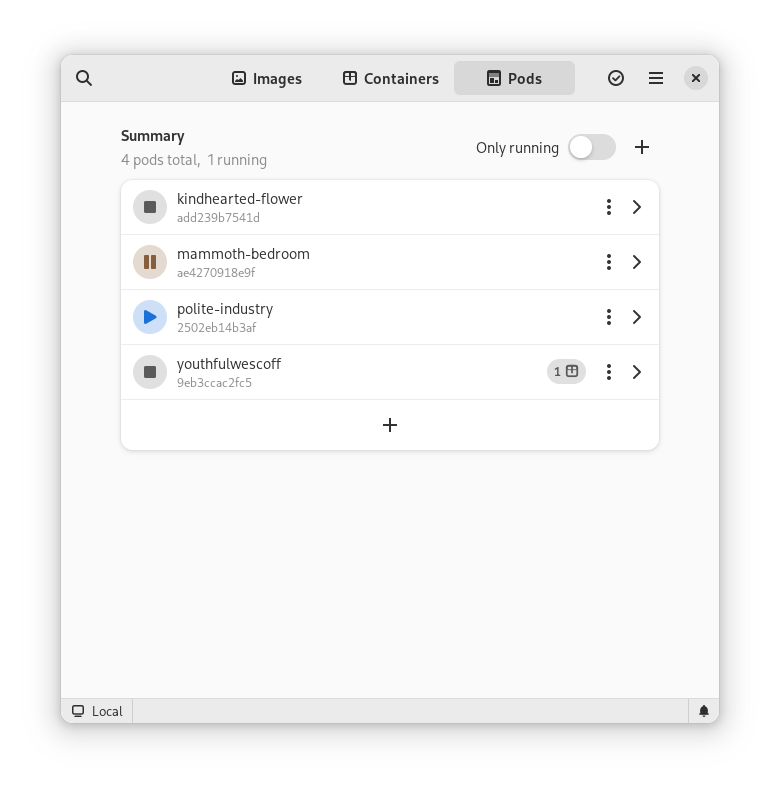 Images Containers Pods
Summary
4 pods total, 1 running
Only running
kindhearted-flower
add239b7541d
mammoth-bedroom
ae4270918e9f
polite-industry
2502eb14b3af
youthfulwescoff
9eb3ccac2fc5
1
Local